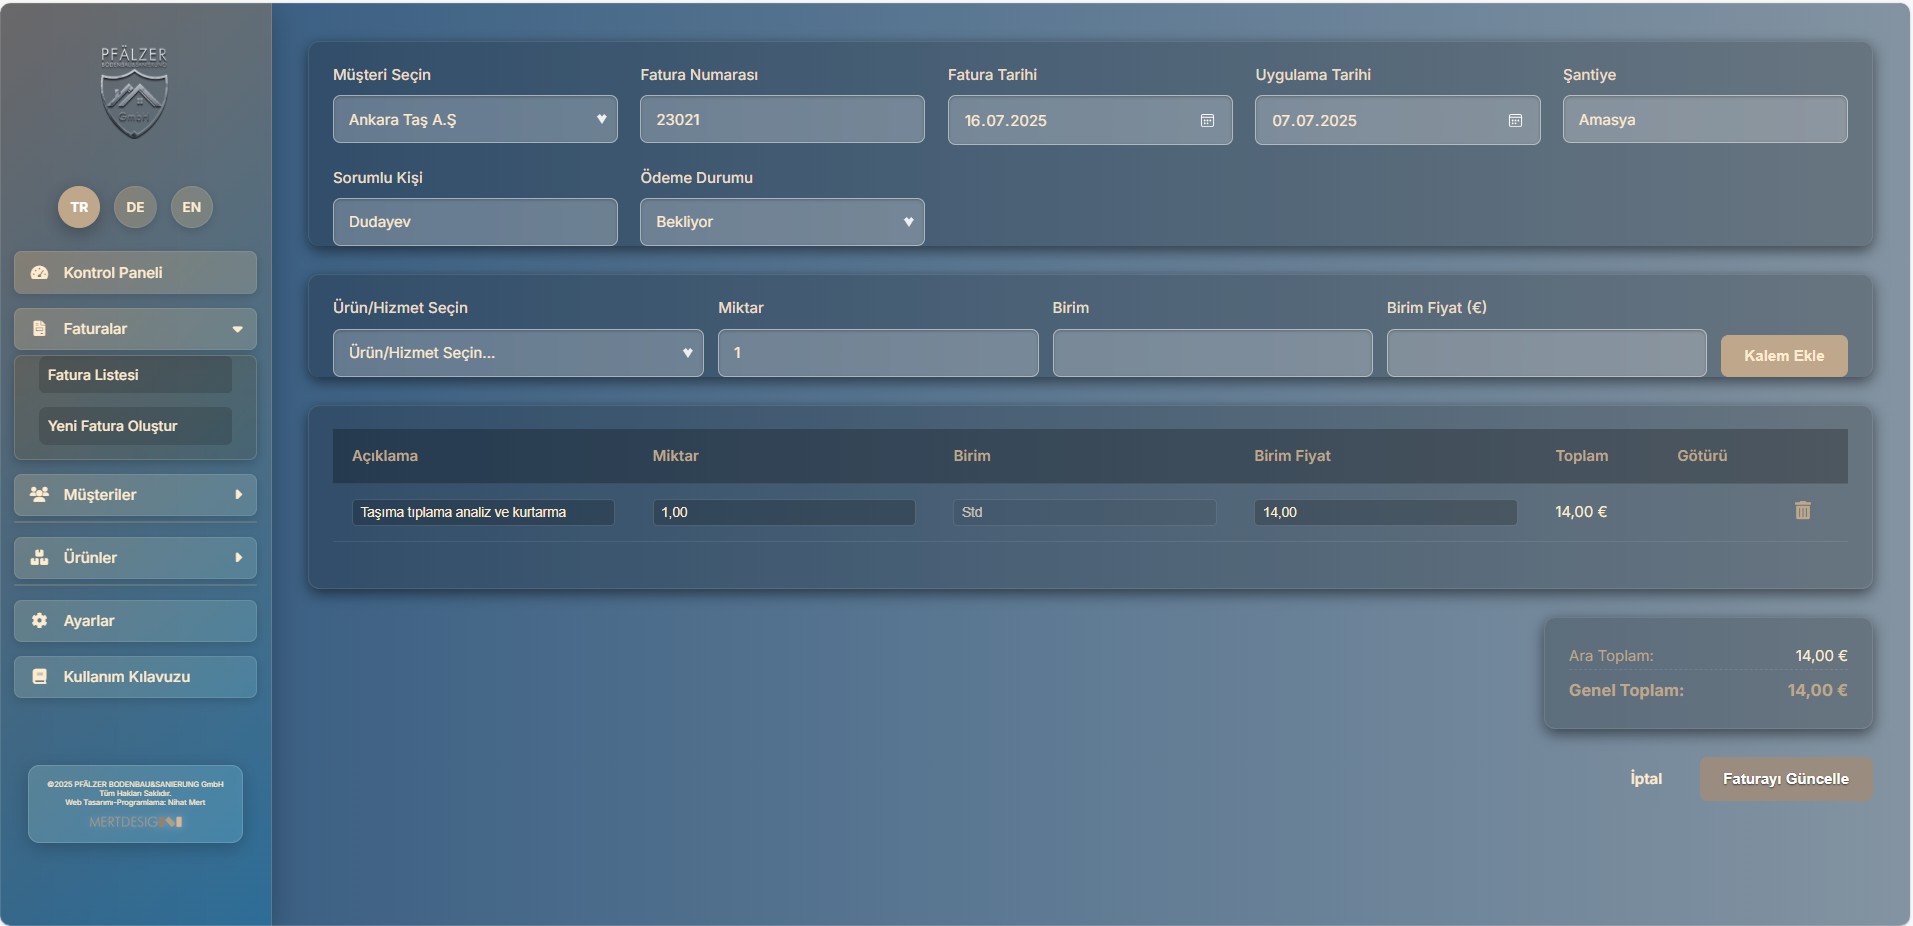 PFÄLZER
BODENBAU&SANIERUNG
GmbH
TR DE EN
Kontrol Paneli
Faturalar
Fatura Listesi
Yeni Fatura Oluştur
Müşteriler
Ürünler
Ayarlar
Kullanım Kılavuzu
©2025 PFÄLZER BODENBAU&SANIERUNG GmbH
Tüm Hakları Saklıdır.
Web Tasarımı-Programlama: Nihat Mert
MERTDESIGN
Müşteri Seçin Fatura Numarası Fatura Tarihi Uygulama Tarihi Şantiye
Ankara Taş A.Ş 23021 16.07.2025 07.07.2025 Amasya
Sorumlu Kişi Ödeme Durumu
Dudayev Bekliyor
Ürün/Hizmet Seçin Miktar Birim Birim Fiyat (€)
Ürün/Hizmet Seçin... 1 Kalem Ekle
Açıklama Miktar Birim Birim Fiyat Toplam Götürü
Taşıma tıplama analiz ve kurtarma 1,00 Std 14,00 14,00 €
Ara Toplam: 14,00 €
Genel Toplam: 14,00 €
İptal Faturayı Güncelle